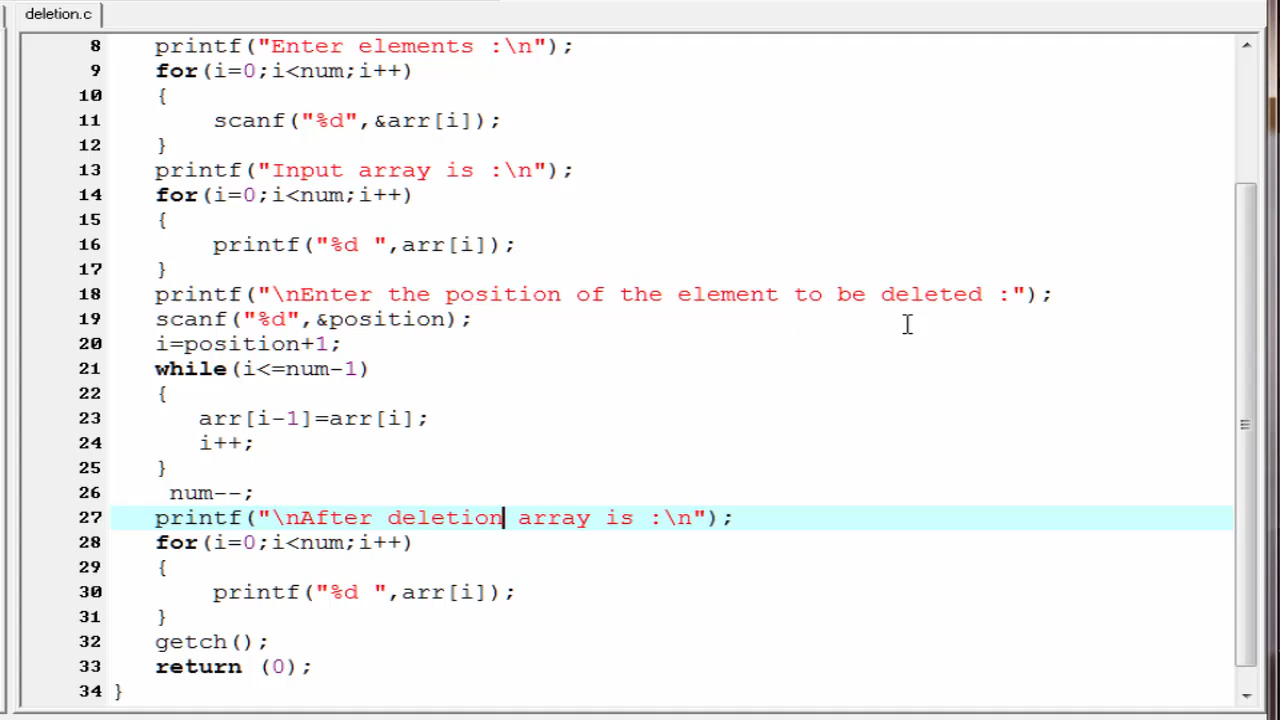 deletion.c
8 printf("Enter elements :\n");
9 for(i=0;i<num;i++)
10 {
11 scanf("%d",&arr[i]);
12 }
13 printf("Input array is :\n");
14 for(i=0;i<num;i++)
15 {
16 printf("%d ",arr[i]);
17 }
18 printf("\nEnter the position of the element to be deleted :");
19 scanf("%d",&position);
20 i=position+1;
21 while(i<=num-1)
22 {
23 arr[i-1]=arr[i];
24 i++;
25 }
26 num--;
27 printf("\nAfter deletion array is :\n");
28 for(i=0;i<num;i++)
29 {
30 printf("%d ",arr[i]);
31 }
32 getch();
33 return (0);
34 }